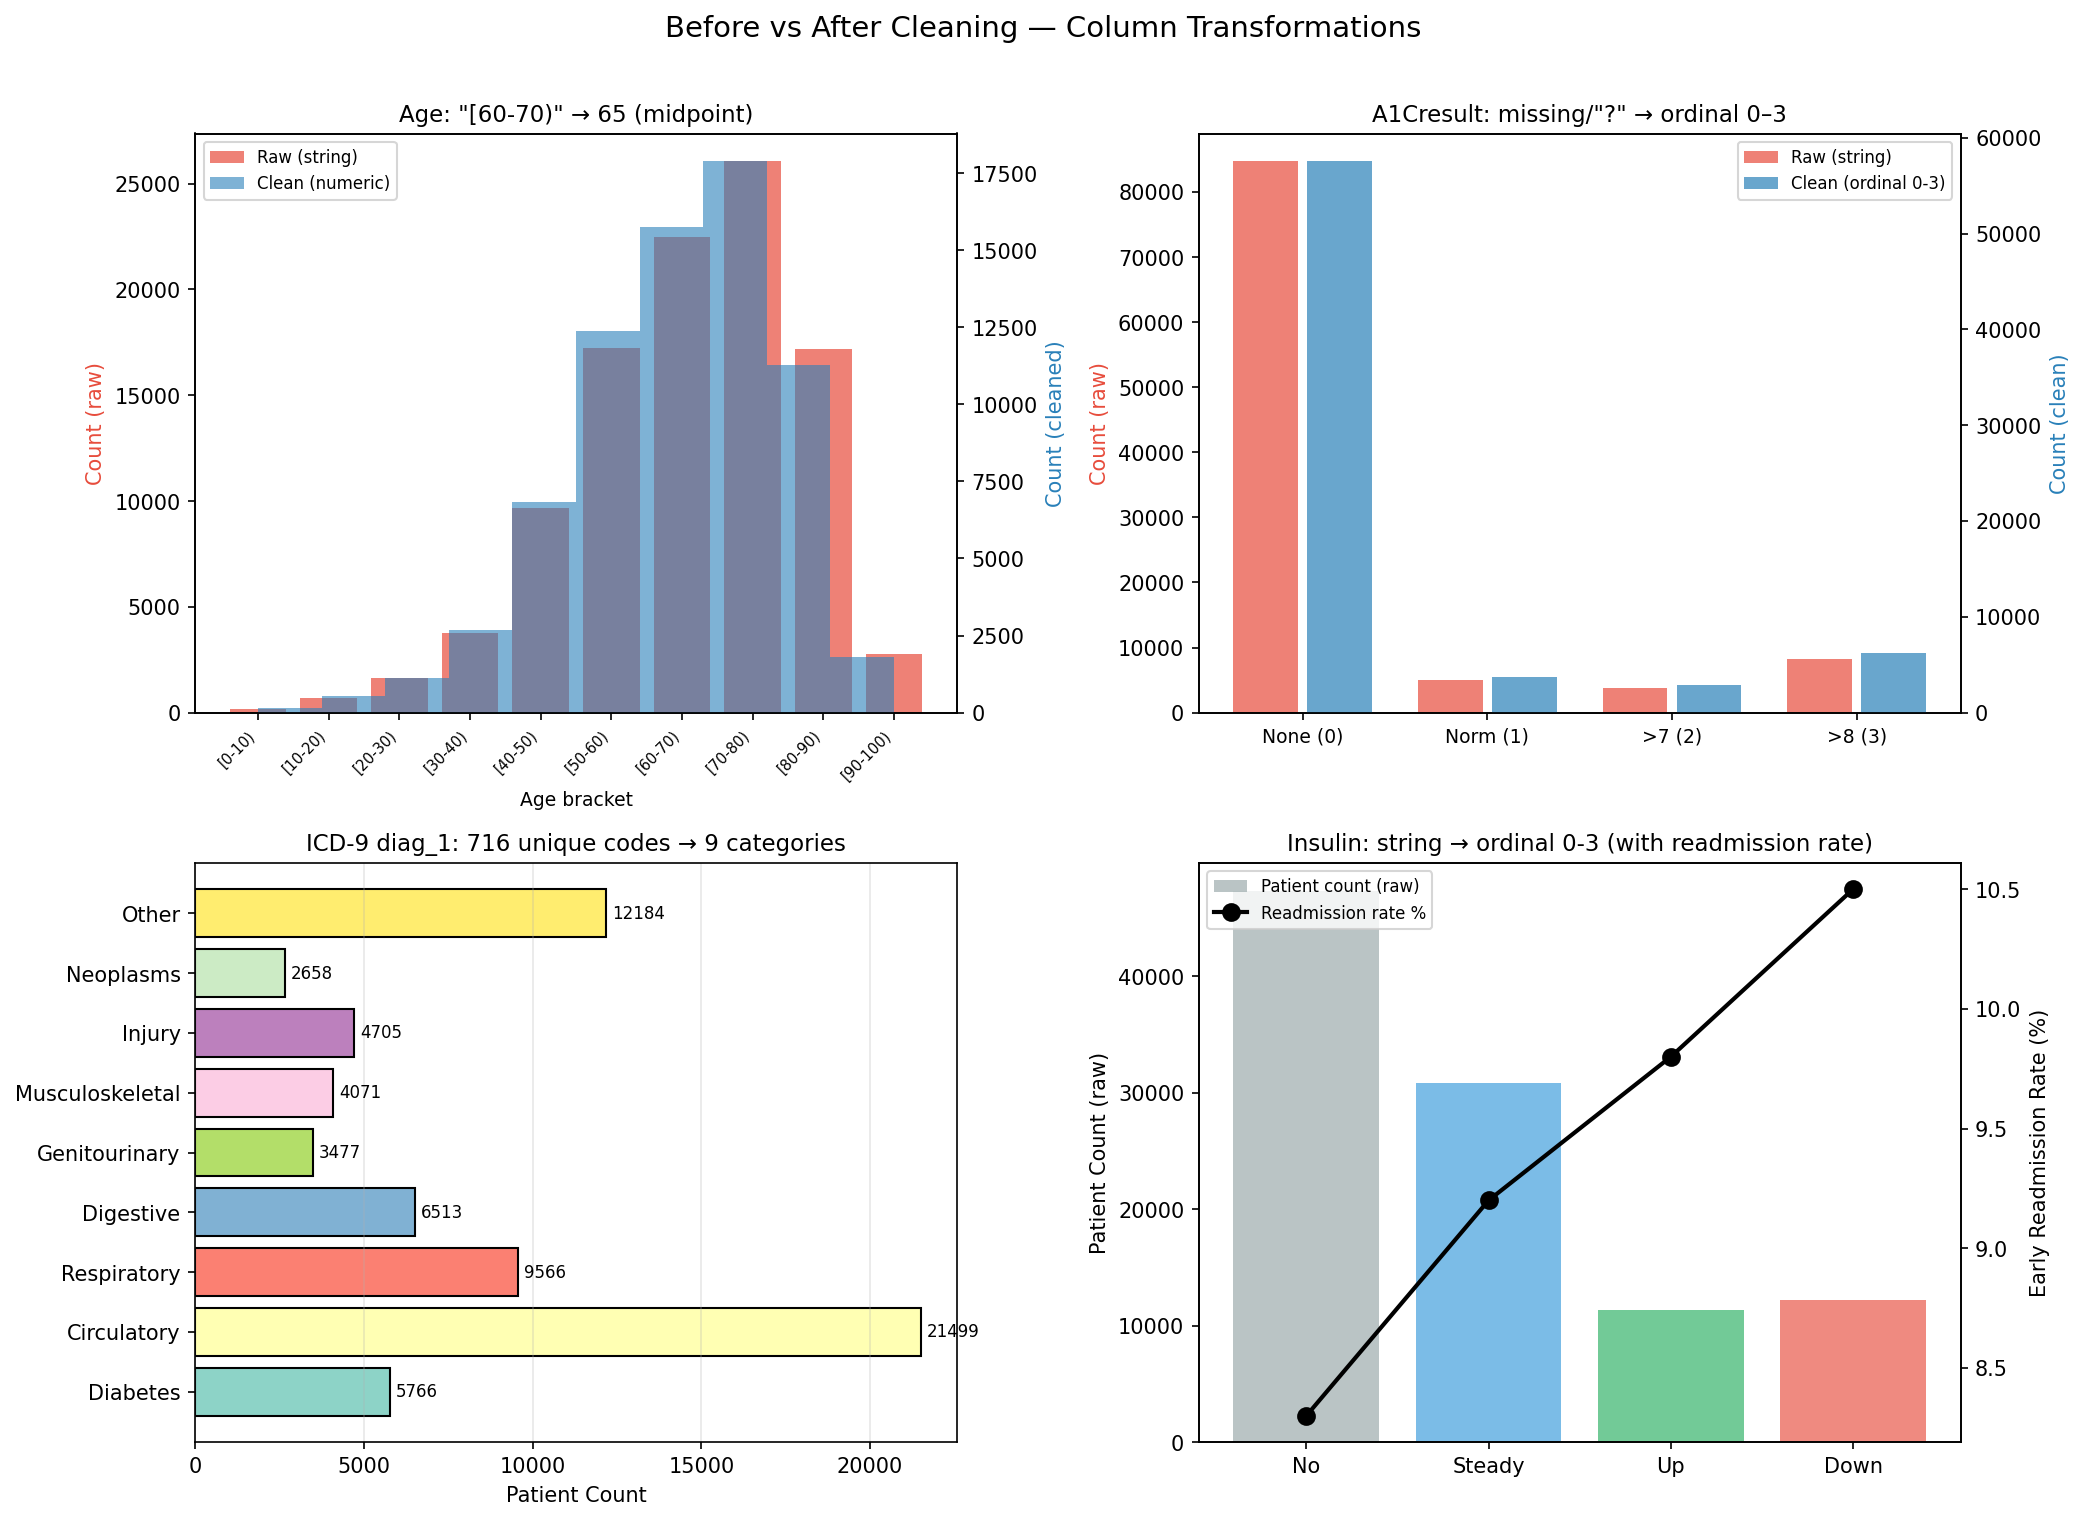 Before vs After Cleaning — Column Transformations
Age: "[60-70)" → 65 (midpoint)
Raw (string)
Clean (numeric)
Count (raw)
25000
20000
15000
10000
5000
0
17500
15000
12500
10000
7500
5000
2500
0
Count (cleaned)
[0-10)
[10-20)
[20-30)
[30-40)
[40-50)
[50-60)
[60-70)
[70-80)
[80-90)
[90-100)
Age bracket
A1Cresult: missing/"?" → ordinal 0–3
Raw (string)
Clean (ordinal 0-3)
Count (raw)
80000
70000
60000
50000
40000
30000
20000
10000
0
60000
50000
40000
30000
20000
10000
0
Count (clean)
None (0)
Norm (1)
>7 (2)
>8 (3)
ICD-9 diag_1: 716 unique codes → 9 categories
Other
12184
Neoplasms
2658
Injury
4705
Musculoskeletal
4071
Genitourinary
3477
Digestive
6513
Respiratory
9566
Circulatory
21499
Diabetes
5766
0
5000
10000
15000
20000
Patient Count
Insulin: string → ordinal 0-3 (with readmission rate)
Patient count (raw)
Readmission rate %
Patient Count (raw)
40000
30000
20000
10000
0
10.5
10.0
9.5
9.0
8.5
Early Readmission Rate (%)
No
Steady
Up
Down